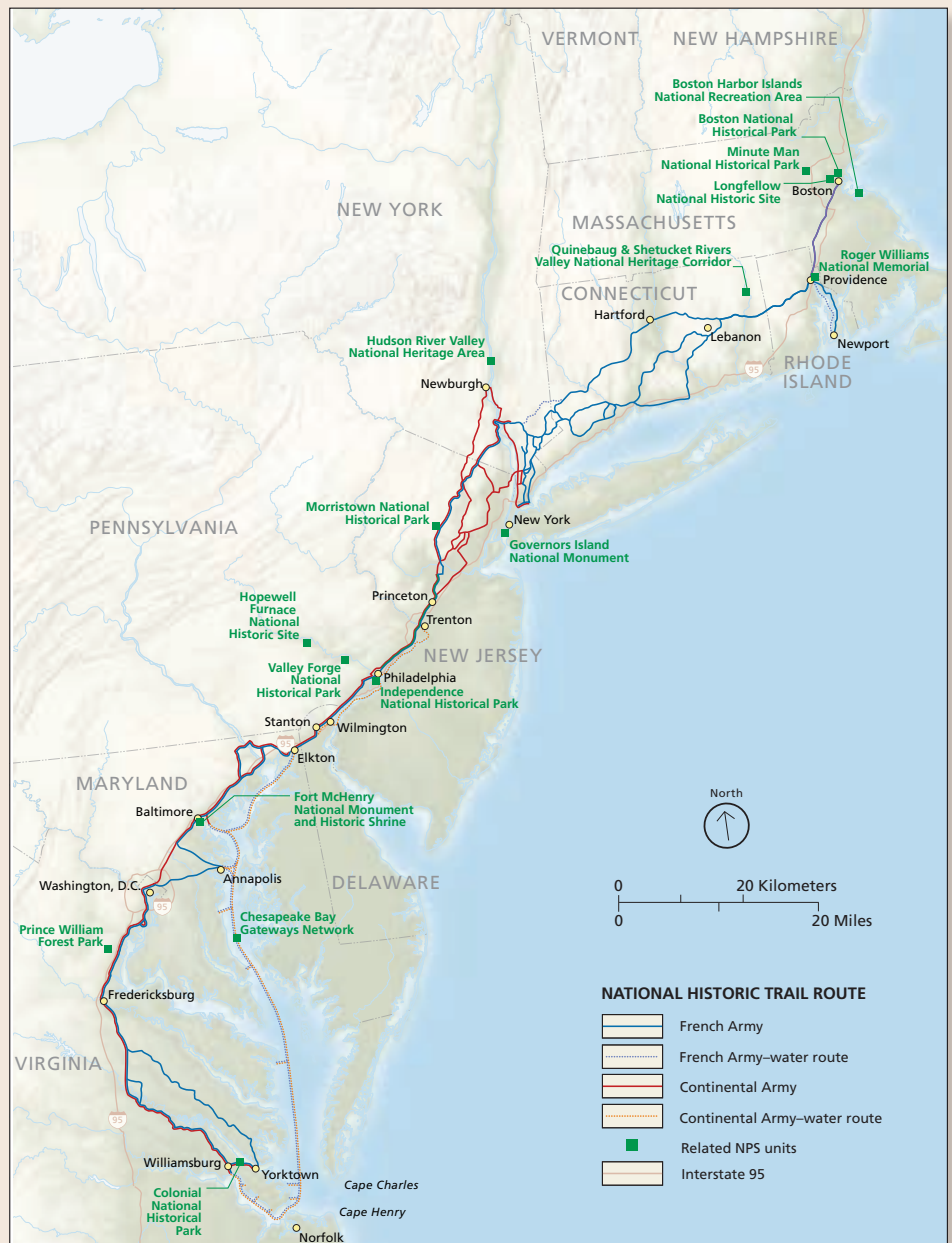 VERMONT
NEW HAMPSHIRE
Boston Harbor Islands
National Recreation Area
Boston National
Historical Park
Minute Man
National Historical Park
Longfellow
National Historic Site
Boston
NEW YORK
MASSACHUSETTS
Quinebaug & Shetucket Rivers
Valley National Heritage Corridor
Roger Williams
National Memorial
Providence
CONNECTICUT
Hartford
Lebanon
Newport
RHODE
ISLAND
95
Hudson River Valley
National Heritage Area
Newburgh
PENNSYLVANIA
Morristown National
Historical Park
New York
Governors Island
National Monument
Princeton
Trenton
Hopewell
Furnace
National
Historic Site
NEW JERSEY
Valley Forge
National
Historical Park
Philadelphia
Independence
National Historical Park
Stanton
Wilmington
95
Elkton
MARYLAND
Baltimore
Fort McHenry
National Monument
and Historic Shrine
North
Washington, D.C.
95
Annapolis
DELAWARE
0
20 Kilometers
0
20 Miles
Prince William
Forest Park
Chesapeake Bay
Gateways Network
Fredericksburg
VIRGINIA
95
Williamsburg
Yorktown
Colonial
National
Historical
Park
Cape Charles
Cape Henry
Norfolk
NATIONAL HISTORIC TRAIL ROUTE
French Army
French Army–water route
Continental Army
Continental Army–water route
Related NPS units
Interstate 95